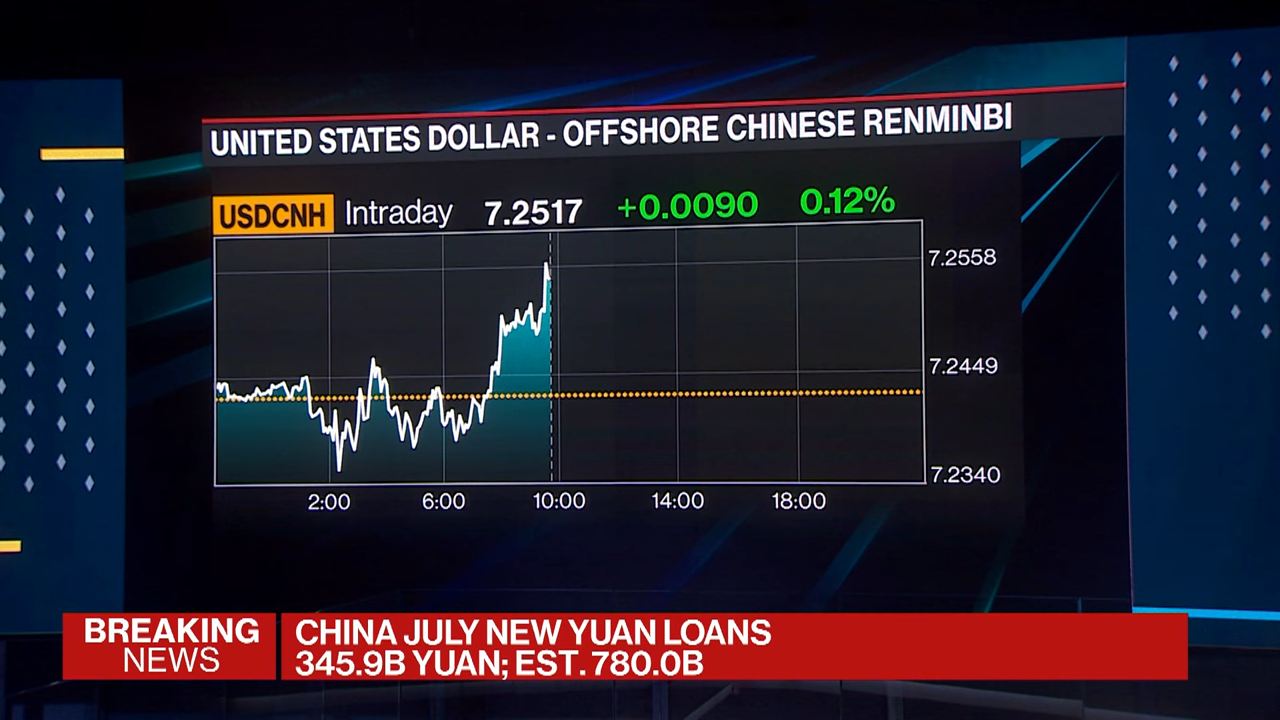 UNITED STATES DOLLAR - OFFSHORE CHINESE RENMINBI
USDCNH Intraday 7.2517 +0.0090 0.12%
7.2558
7.2449
7.2340
2:00 6:00 10:00 14:00 18:00
BREAKING NEWS
CHINA JULY NEW YUAN LOANS
345.9B YUAN; EST. 780.0B